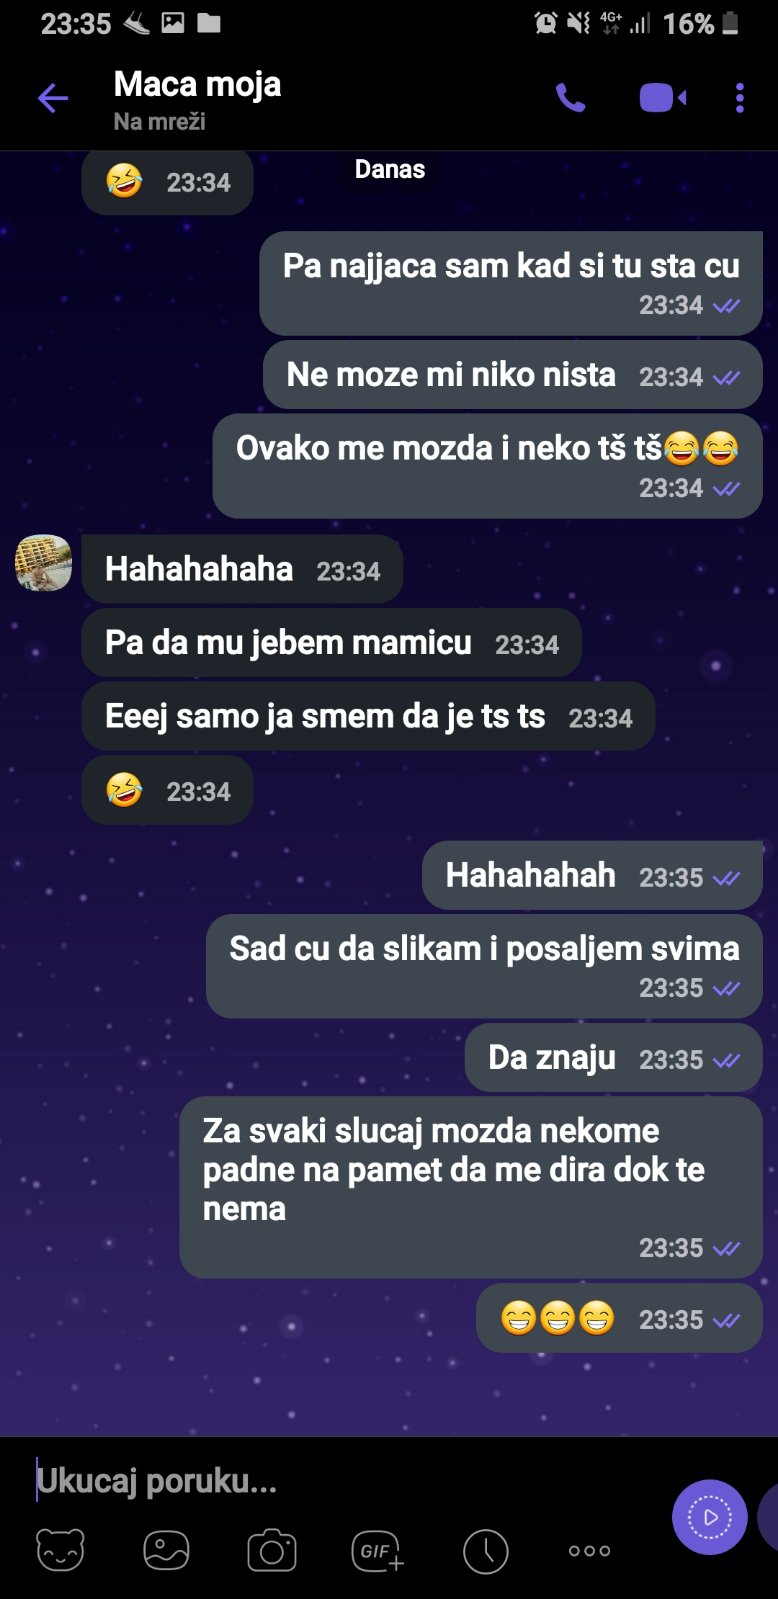 23:35
4G+
16%
Maca moja
Na mreži
Danas
🤣 23:34
Pa najjaca sam kad si tu sta cu
23:34
Ne moze mi niko nista 23:34
Ovako me mozda i neko tš tš😂😂
23:34
Hahahahaha 23:34
Pa da mu jebem mamicu 23:34
Eeej samo ja smem da je ts ts 23:34
🤣 23:34
Hahahahah 23:35
Sad cu da slikam i posaljem svima
23:35
Da znaju 23:35
Za svaki slucaj mozda nekome
padne na pamet da me dira dok te
nema
23:35
😁😁😁 23:35
Ukucaj poruku...
GIF